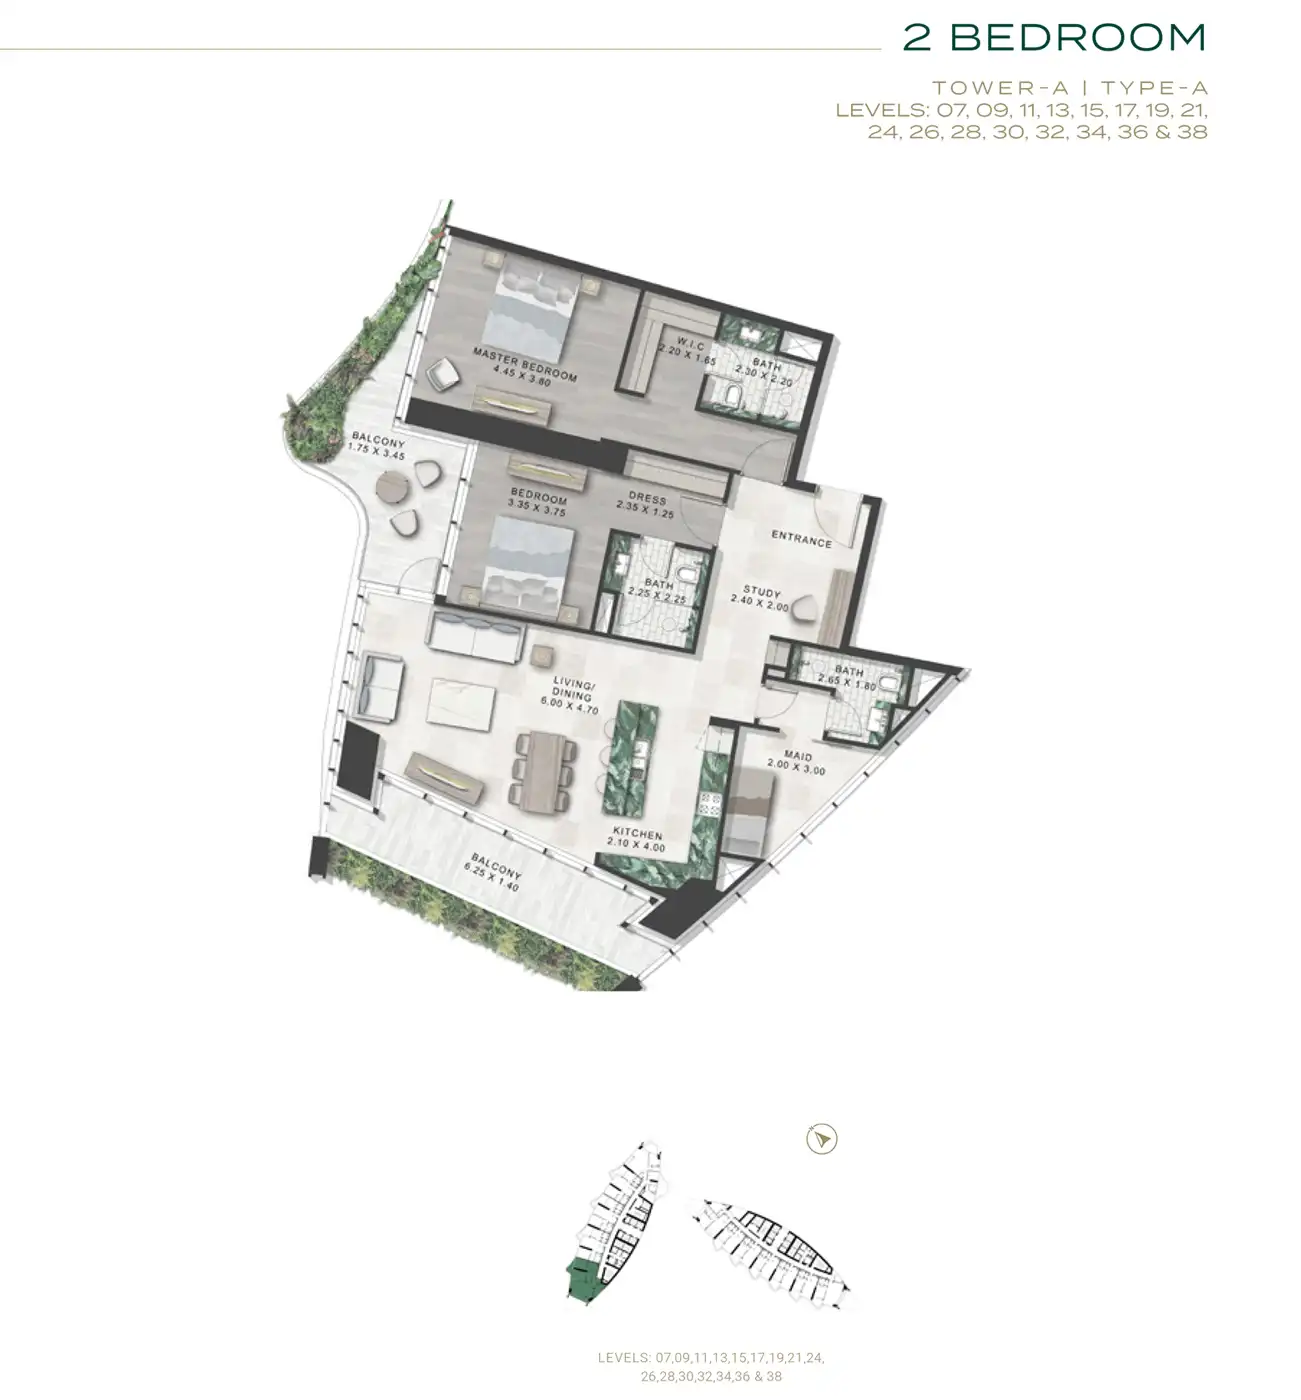 2 BEDROOM
TOWER-A | TYPE-A
LEVELS: 07, 09, 11, 13, 15, 17, 19, 21,
24, 26, 28, 30, 32, 34, 36 & 38
MASTER BEDROOM
4.45 X 3.80
W.I.C
2.20 X 1.65
BATH
2.30 X 2.20
BALCONY
1.75 X 3.45
BEDROOM
3.35 X 3.75
DRESS
2.35 X 1.25
ENTRANCE
BATH
2.25 X 2.25
STUDY
2.40 X 2.00
BATH
2.65 X 1.80
LIVING/
DINING
6.00 X 4.70
MAID
2.00 X 3.00
KITCHEN
2.10 X 4.00
BALCONY
6.25 X 1.40
LEVELS: 07,09,11,13,15,17,19,21,24,
26,28,30,32,34,36 & 38